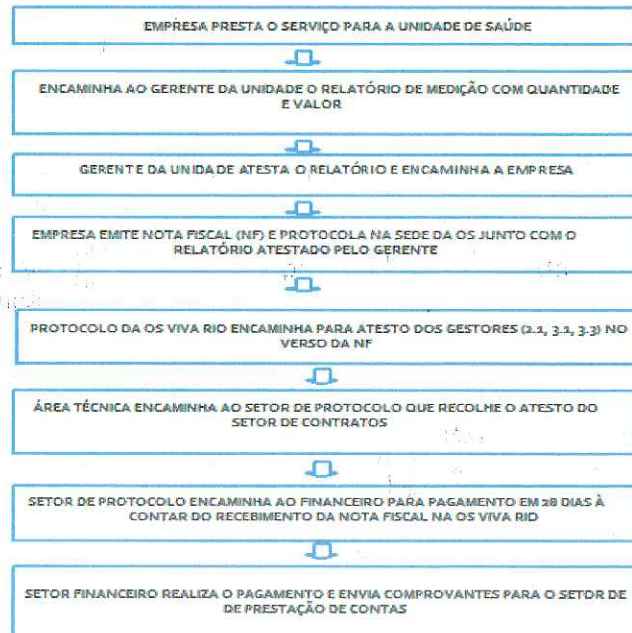 EMPRESA PRESTA O SERVIÇO PARA A UNIDADE DE SAÚDE
ENCAMINHA AO GERENTE DA UNIDADE O RELATÓRIO DE MEDIÇÃO COM QUANTIDADE
E VALOR
GERENTE DA UNIDADE ATESTA O RELATÓRIO E ENCAMINHA A EMPRESA
EMPRESA EMITE NOTA FISCAL (NF) E PROTOCOLA NA SEDE DA OS JUNTO COM O
RELATÓRIO ATESTADO PELO GERENTE
PROTOCOLO DA OS VIVA RIO ENCAMINHA PARA ATESTO DOS GESTORES (2.1, 3.1, 3.3) NO
VERSO DA NF
ÁREA TÉCNICA ENCAMINHA AO SETOR DE PROTOCOLO QUE RECOLHE O ATESTO DO
SETOR DE CONTRATOS
SETOR DE PROTOCOLO ENCAMINHA AO FINANCEIRO PARA PAGAMENTO EM 28 DIAS À
CONTAR DO RECEBIMENTO DA NOTA FISCAL NA OS VIVA RIO
SETOR FINANCEIRO REALIZA O PAGAMENTO E ENVIA COMPROVANTES PARA O SETOR DE
DE PRESTAÇÃO DE CONTAS